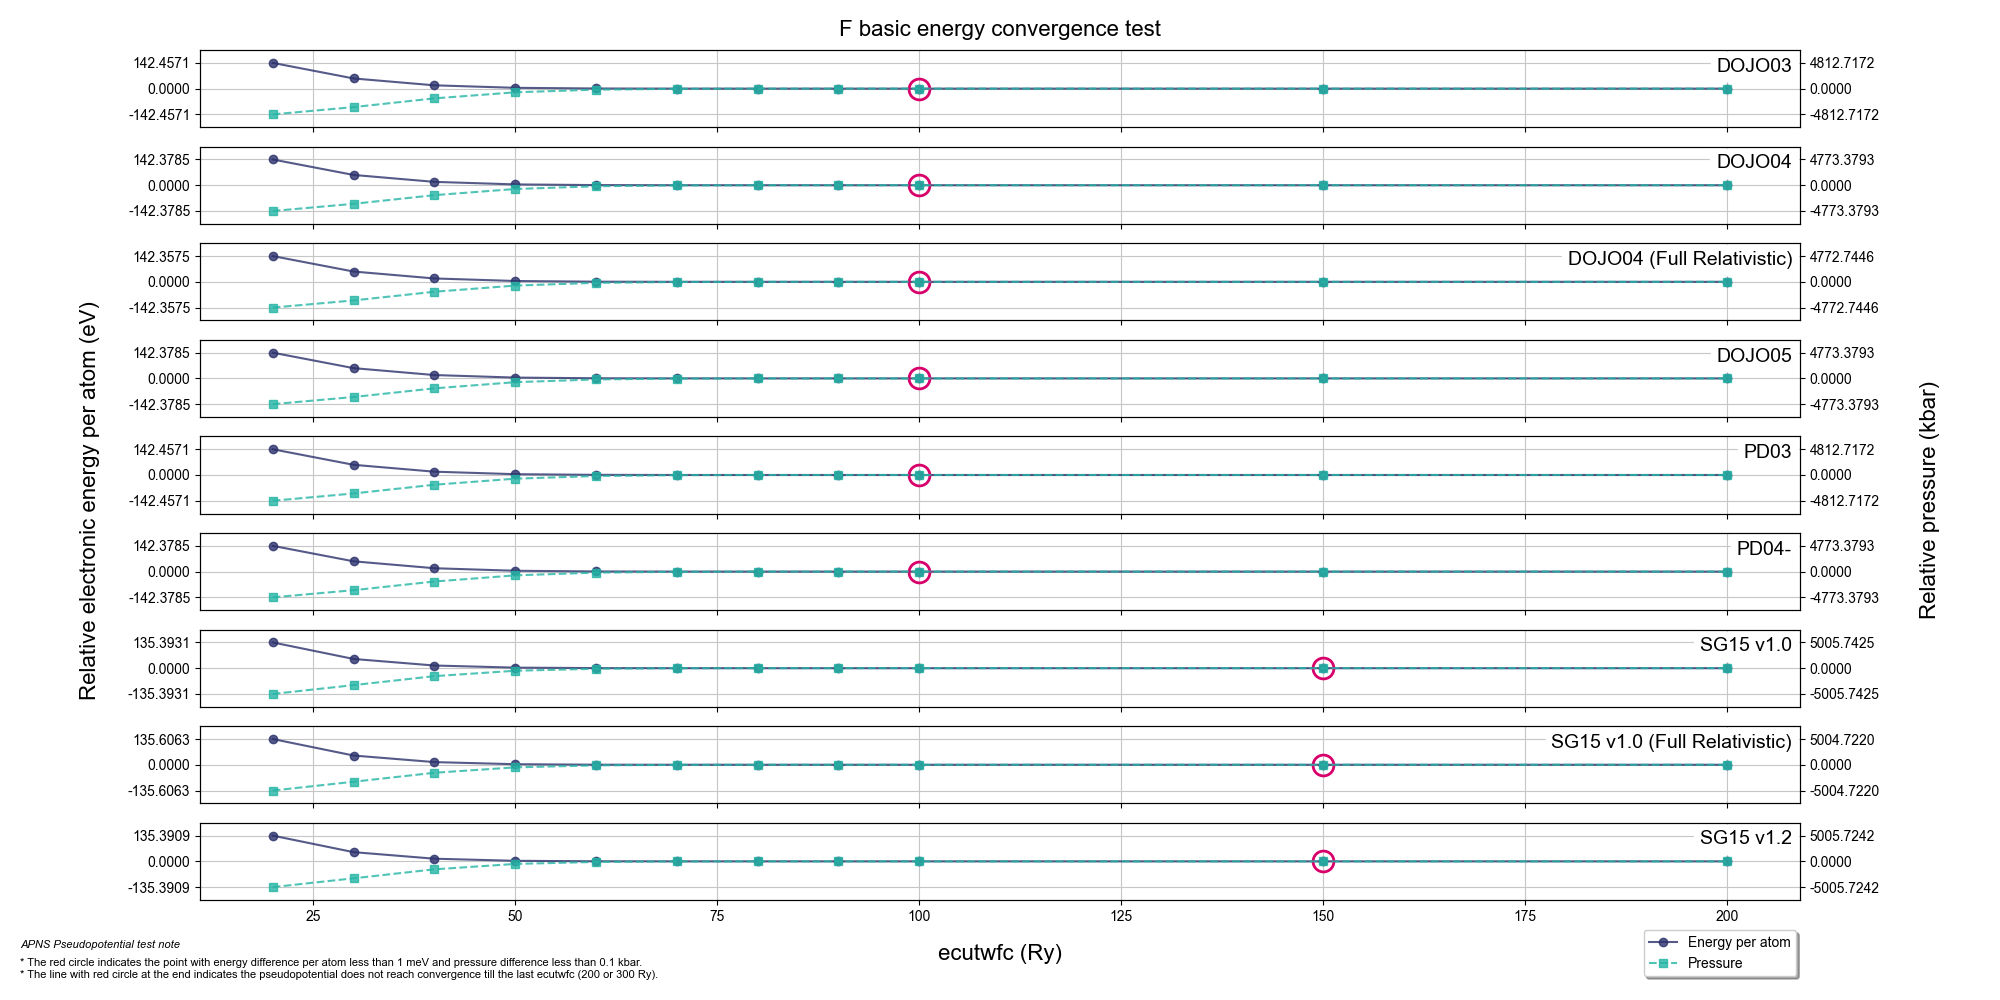 F basic energy convergence test
Relative electronic energy per atom (eV)
Relative pressure (kbar)
142.4571
0.0000
-142.4571
DOJO03
4812.7172
0.0000
-4812.7172
142.3785
0.0000
-142.3785
DOJO04
4773.3793
0.0000
-4773.3793
142.3575
0.0000
-142.3575
DOJO04 (Full Relativistic)
4772.7446
0.0000
-4772.7446
142.3785
0.0000
-142.3785
DOJO05
4773.3793
0.0000
-4773.3793
142.4571
0.0000
-142.4571
PD03
4812.7172
0.0000
-4812.7172
142.3785
0.0000
-142.3785
PD04-
4773.3793
0.0000
-4773.3793
135.3931
0.0000
-135.3931
SG15 v1.0
5005.7425
0.0000
-5005.7425
135.6063
0.0000
-135.6063
SG15 v1.0 (Full Relativistic)
5004.7220
0.0000
-5004.7220
135.3909
0.0000
-135.3909
SG15 v1.2
5005.7242
0.0000
-5005.7242
25 50 75 100 125 150 175 200
ecutwfc (Ry)
Energy per atom
Pressure
APNS Pseudopotential test note
* The red circle indicates the point with energy difference per atom less than 1 meV and pressure difference less than 0.1 kbar.
* The line with red circle at the end indicates the pseudopotential does not reach convergence till the last ecutwfc (200 or 300 Ry).